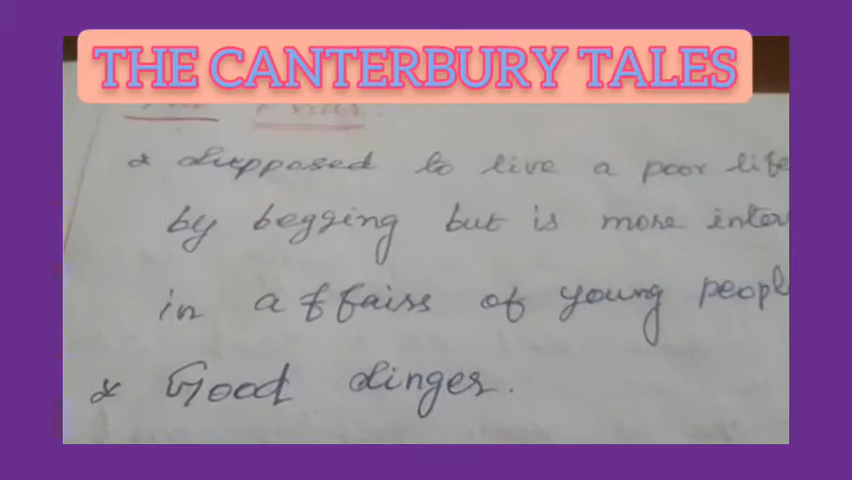 THE CANTERBURY TALES
* Supposed to live a poor life
by begging but is more inter
in affairs of young peopl
* Good singer.